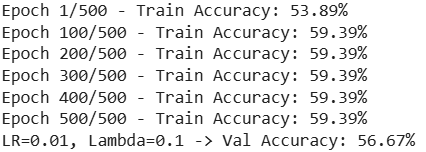 Epoch 1/500 - Train Accuracy: 53.89%
Epoch 100/500 - Train Accuracy: 59.39%
Epoch 200/500 - Train Accuracy: 59.39%
Epoch 300/500 - Train Accuracy: 59.39%
Epoch 400/500 - Train Accuracy: 59.39%
Epoch 500/500 - Train Accuracy: 59.39%
LR=0.01, Lambda=0.1 -> Val Accuracy: 56.67%